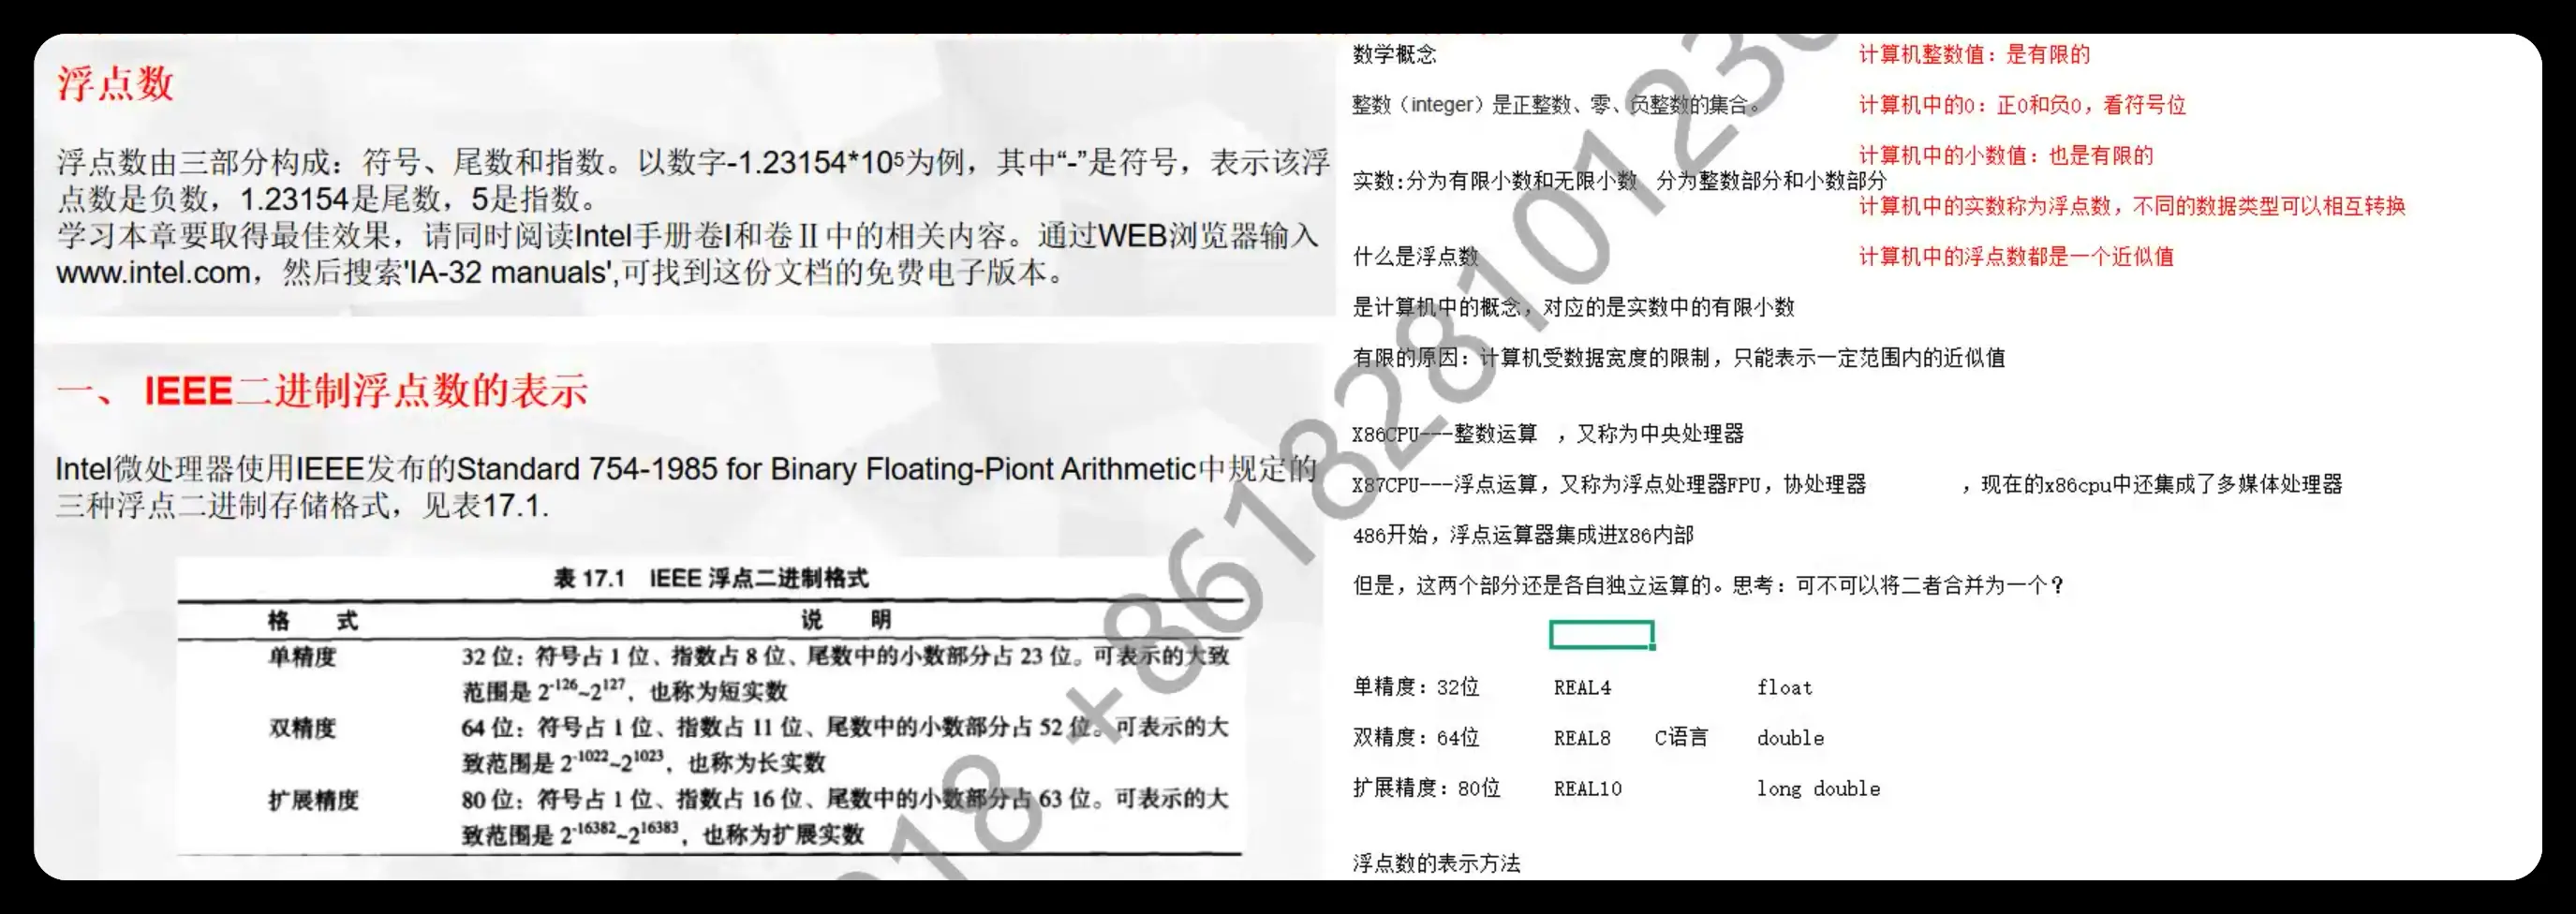 浮点数
浮点数由三部分构成：符号、尾数和指数。以数字-1.23154*10⁵为例，其中“-”是符号，表示该浮
点数是负数，1.23154是尾数，5是指数。
学习本章要取得最佳效果，请同时阅读Intel手册卷I和卷Ⅱ中的相关内容。通过WEB浏览器输入
www.intel.com，然后搜索'IA-32 manuals',可找到这份文档的免费电子版本。
一、 IEEE二进制浮点数的表示
Intel微处理器使用IEEE发布的Standard 754-1985 for Binary Floating-Piont Arithmetic中规定的
三种浮点二进制存储格式，见表17.1.
表 17.1 IEEE 浮点二进制格式
格 式 说 明
单精度 32 位：符号占 1 位、指数占 8 位、尾数中的小数部分占 23 位。可表示的大致
范围是 2⁻¹²⁶~2¹²⁷，也称为短实数
双精度 64 位：符号占 1 位、指数占 11 位、尾数中的小数部分占 52 位。可表示的大
致范围是 2⁻¹⁰²²~2¹⁰²³，也称为长实数
扩展精度 80 位：符号占 1 位、指数占 16 位、尾数中的小数部分占 63 位。可表示的大
致范围是 2⁻¹⁶³⁸²~2¹⁶³⁸³，也称为扩展实数
数学概念
整数（integer）是正整数、零、负整数的集合。
实数:分为有限小数和无限小数 分为整数部分和小数部分
什么是浮点数
是计算机中的概念，对应的是实数中的有限小数
有限的原因：计算机受数据宽度的限制，只能表示一定范围内的近似值
计算机整数值：是有限的
计算机中的0：正0和负0，看符号位
计算机中的小数值：也是有限的
计算机中的实数称为浮点数，不同的数据类型可以相互转换
计算机中的浮点数都是一个近似值
X86CPU---整数运算 ，又称为中央处理器
X87CPU---浮点运算，又称为浮点处理器FPU，协处理器 ，现在的x86cpu中还集成了多媒体处理器
486开始，浮点运算器集成进X86内部
但是，这两个部分还是各自独立运算的。思考：可不可以将二者合并为一个？
单精度：32位 REAL4 float
双精度：64位 REAL8 C语言 double
扩展精度：80位 REAL10 long double
浮点数的表示方法
18 +861828101230